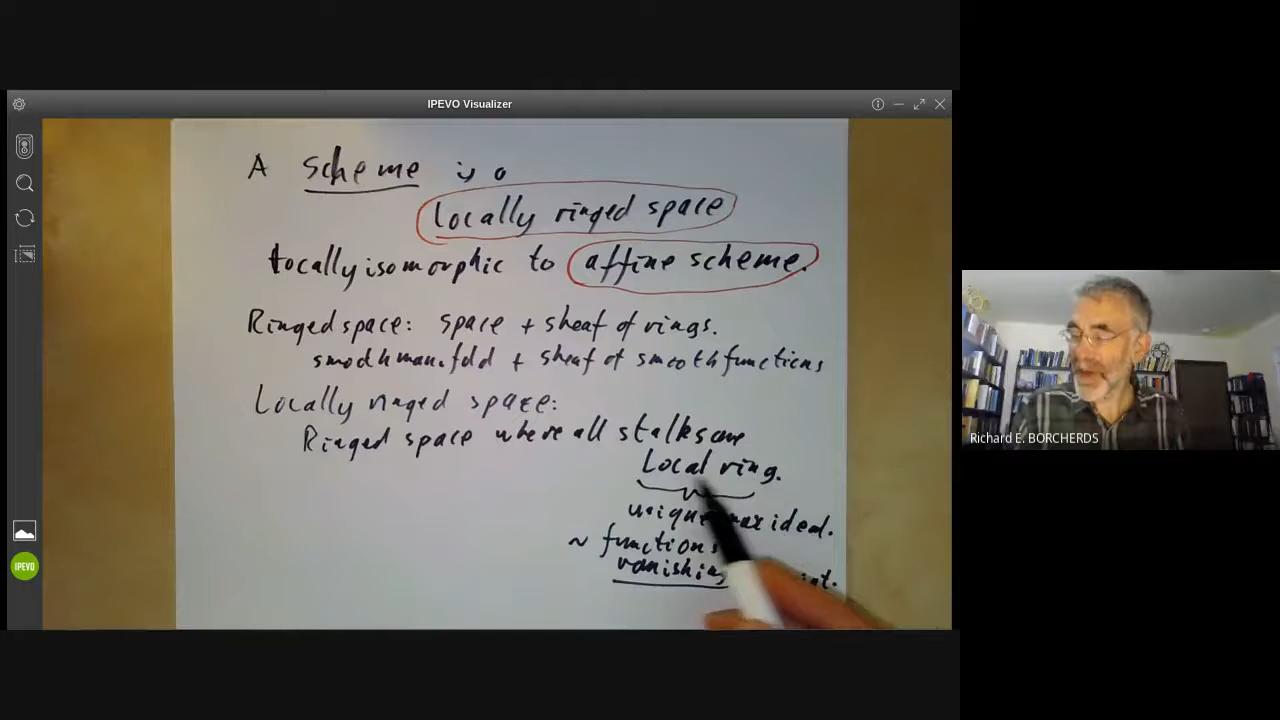 IPEVO Visualizer
A scheme is a
locally ringed space
locally isomorphic to affine scheme.
Ringed space: space + sheaf of rings.
smooth manifold + sheaf of smooth functions
Locally ringed space:
Ringed space where all stalks are
Local ring.
unique max ideal.
~ functions
vanishing
Richard E. BORCHERDS
IPEVO